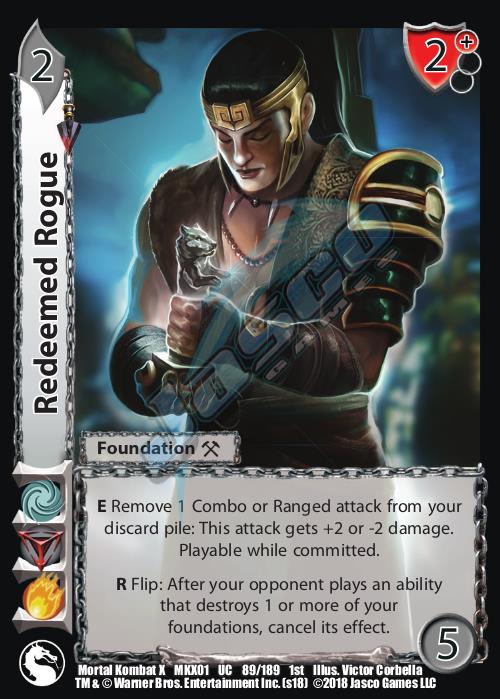 2
2+
Redeemed Rogue
JASCO
GAMES
Foundation
E Remove 1 Combo or Ranged attack from your
discard pile: This attack gets +2 or -2 damage.
Playable while committed.
R Flip: After your opponent plays an ability
that destroys 1 or more of your
foundations, cancel its effect.
5
Mortal Kombat X MKX01 UC 89/189 1st Illus. Victor Corbella
TM & © Warner Bros. Entertainment Inc. (s18) ©2018 Jasco Games LLC